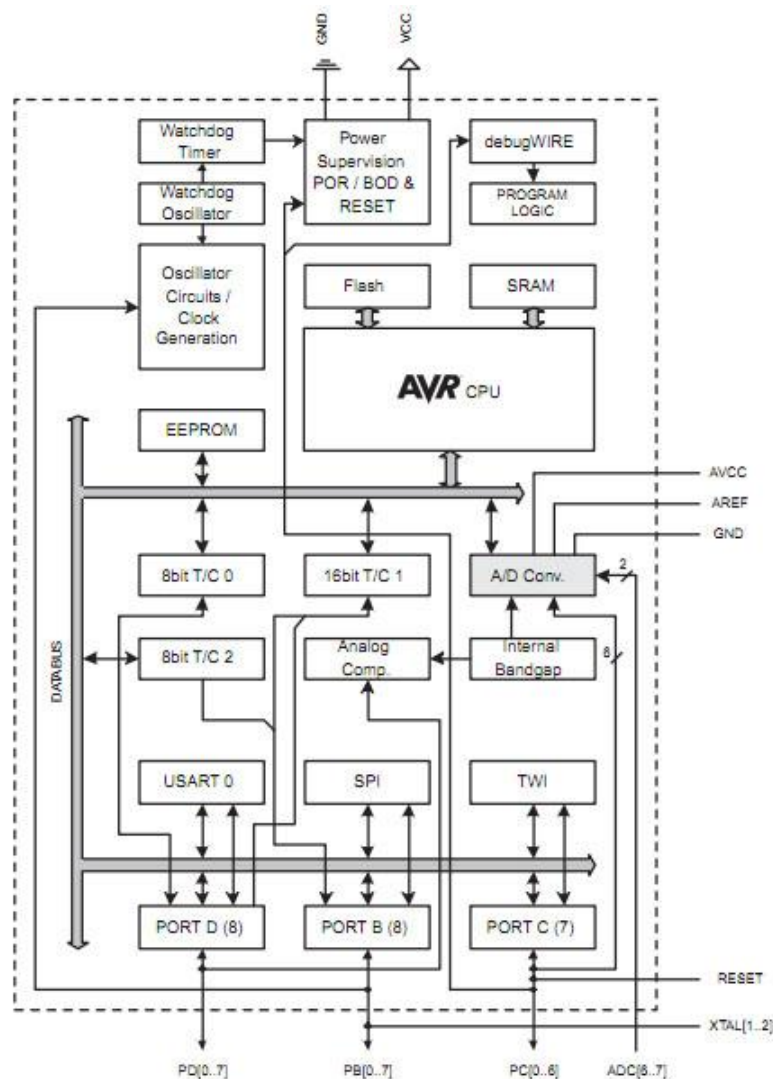 GND
VCC
Watchdog
Timer
Power
Supervision
POR / BOD &
RESET
debugWIRE
Watchdog
Oscillator
PROGRAM
LOGIC
Oscillator
Circuits /
Clock
Generation
Flash
SRAM
AVR CPU
EEPROM
AVCC
AREF
GND
8bit T/C 0
16bit T/C 1
A/D Conv.
2
DATABUS
8bit T/C 2
Analog
Comp.
Internal
Bandgap
6
USART 0
SPI
TWI
PORT D (8)
PORT B (8)
PORT C (7)
RESET
XTAL[1..2]
PD[0..7]
PB[0..7]
PC[0..6]
ADC[6..7]